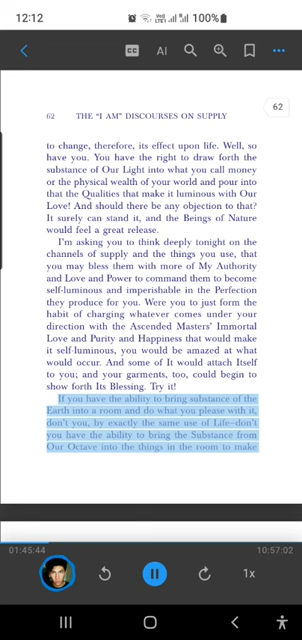 12:12
100%
CC
AI
62
62 THE "I AM" DISCOURSES ON SUPPLY
to change, therefore, its effect upon life. Well, so
have you. You have the right to draw forth the
substance of Our Light into what you call money
or the physical wealth of your world and pour into
that the Qualities that make it luminous with Our
Love! And should there be any objection to that?
It surely can stand it, and the Beings of Nature
would feel a great release.
I'm asking you to think deeply tonight on the
channels of supply and the things you use, that
you may bless them with more of My Authority
and Love and Power to command them to become
self-luminous and imperishable in the Perfection
they produce for you. Were you to just form the
habit of charging whatever comes under your
direction with the Ascended Masters' Immortal
Love and Purity and Happiness that would make
it self-luminous, you would be amazed at what
would occur. And some of It would attach Itself
to you; and your garments, too, could begin to
show forth Its Blessing. Try it!
If you have the ability to bring substance of the
Earth into a room and do what you please with it,
don't you, by exactly the same use of Life—don't
you have the ability to bring the Substance from
Our Octave into the things in the room to make
01:45:44
10:57:02
1x